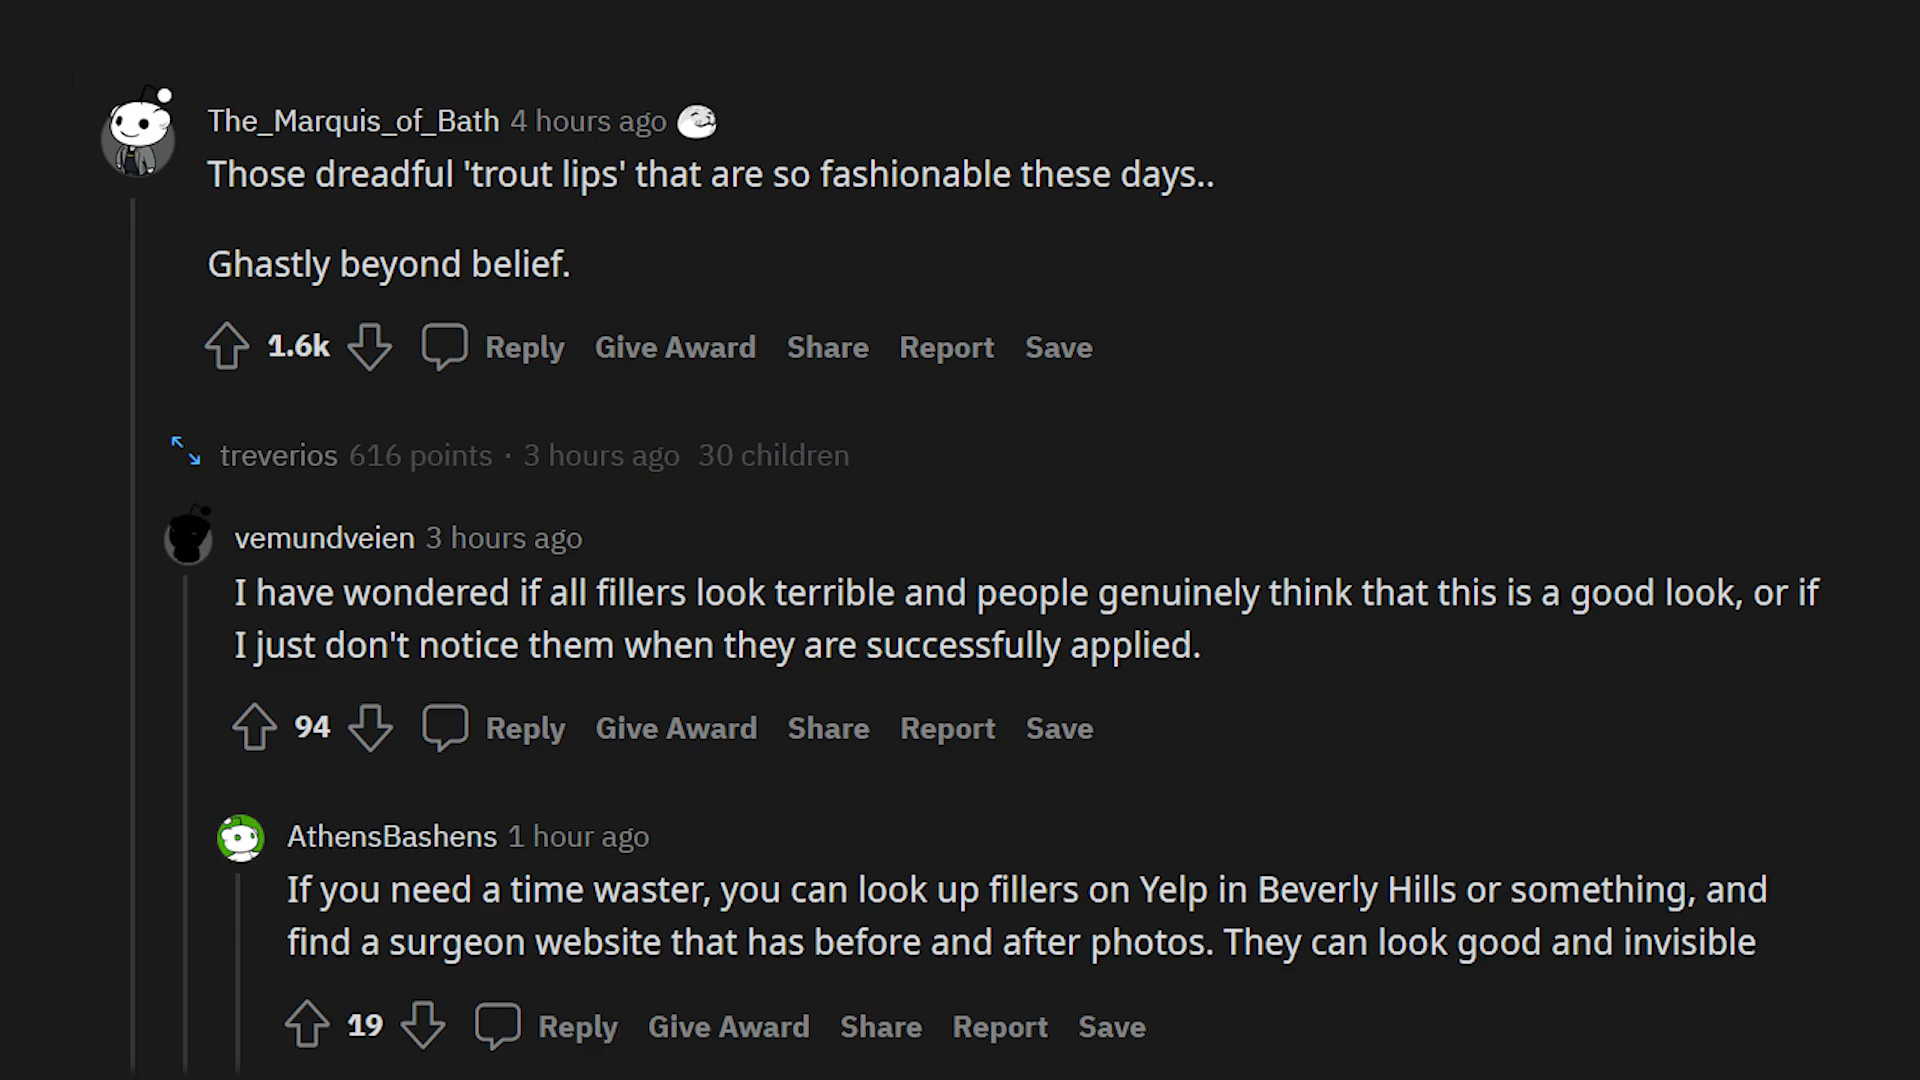 The_Marquis_of_Bath 4 hours ago
Those dreadful 'trout lips' that are so fashionable these days..
Ghastly beyond belief.
1.6k Reply Give Award Share Report Save
treverios 616 points · 3 hours ago 30 children
vemundveien 3 hours ago
I have wondered if all fillers look terrible and people genuinely think that this is a good look, or if
I just don't notice them when they are successfully applied.
94 Reply Give Award Share Report Save
AthensBashens 1 hour ago
If you need a time waster, you can look up fillers on Yelp in Beverly Hills or something, and
find a surgeon website that has before and after photos. They can look good and invisible
19 Reply Give Award Share Report Save